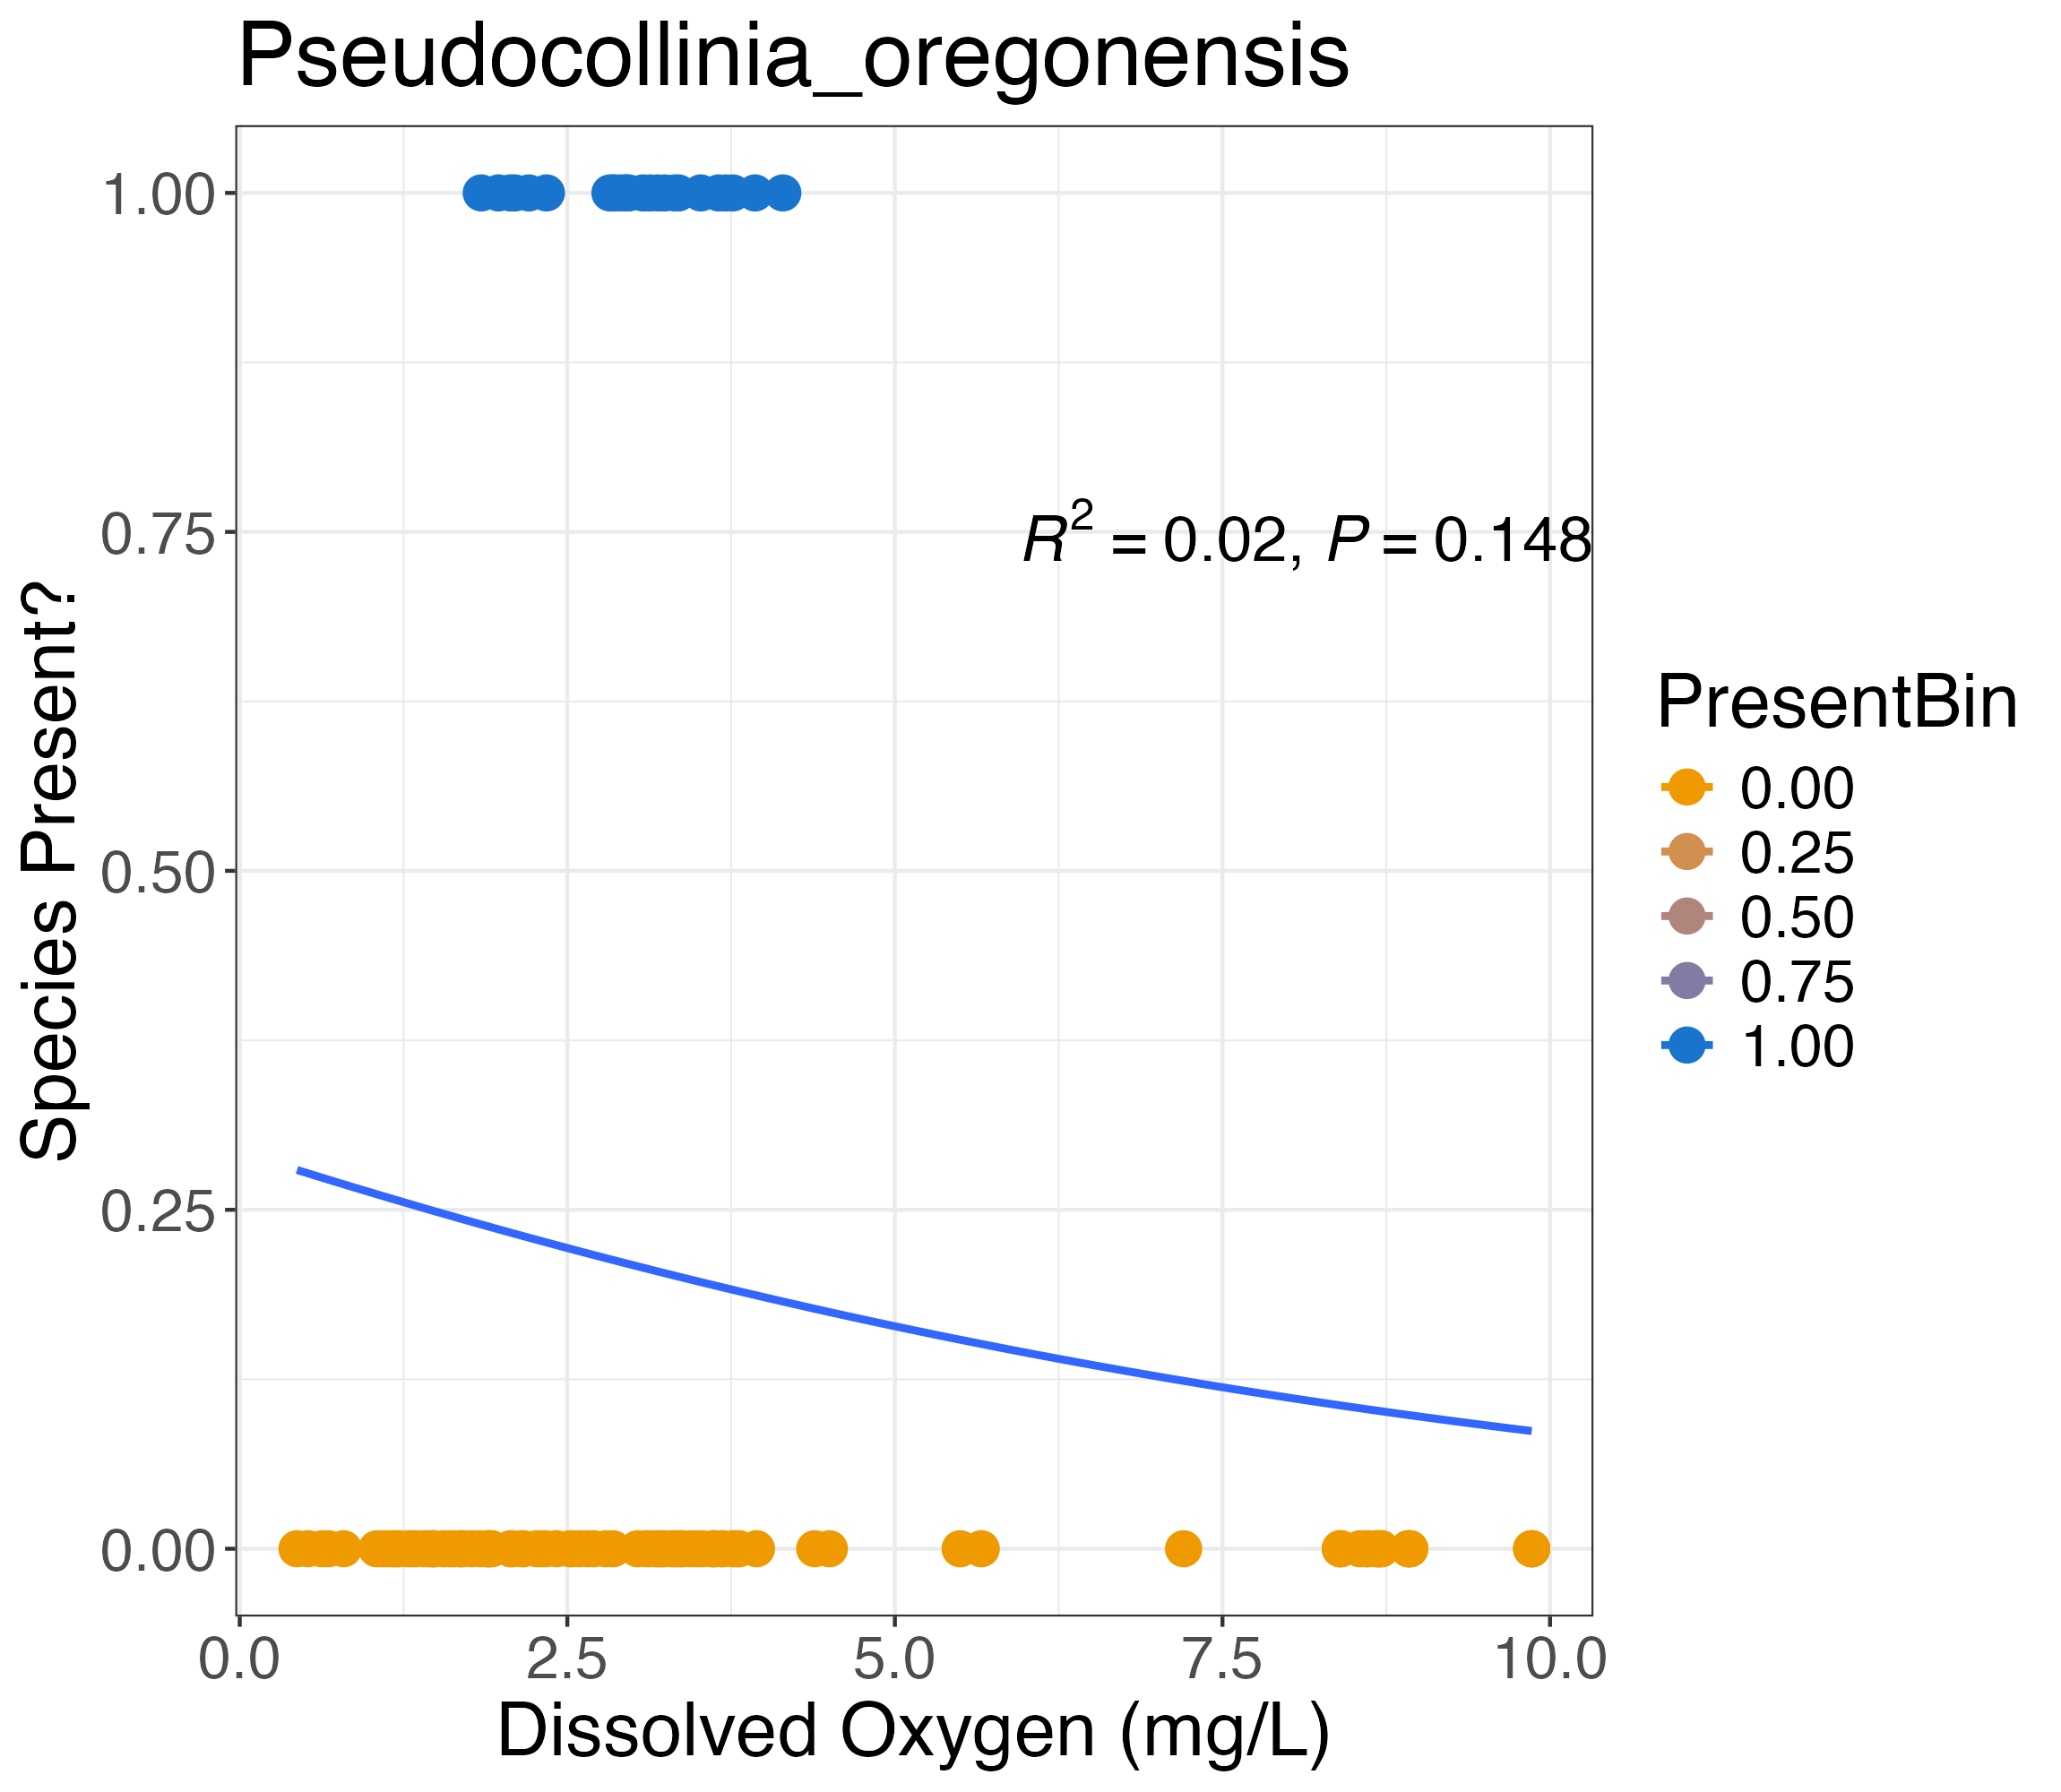 Pseudocollinia_oregonensis
1.00
0.75
0.50
0.25
0.00
Species Present?
R² = 0.02, P = 0.148
0.0 2.5 5.0 7.5 10.0
Dissolved Oxygen (mg/L)
PresentBin
0.00
0.25
0.50
0.75
1.00